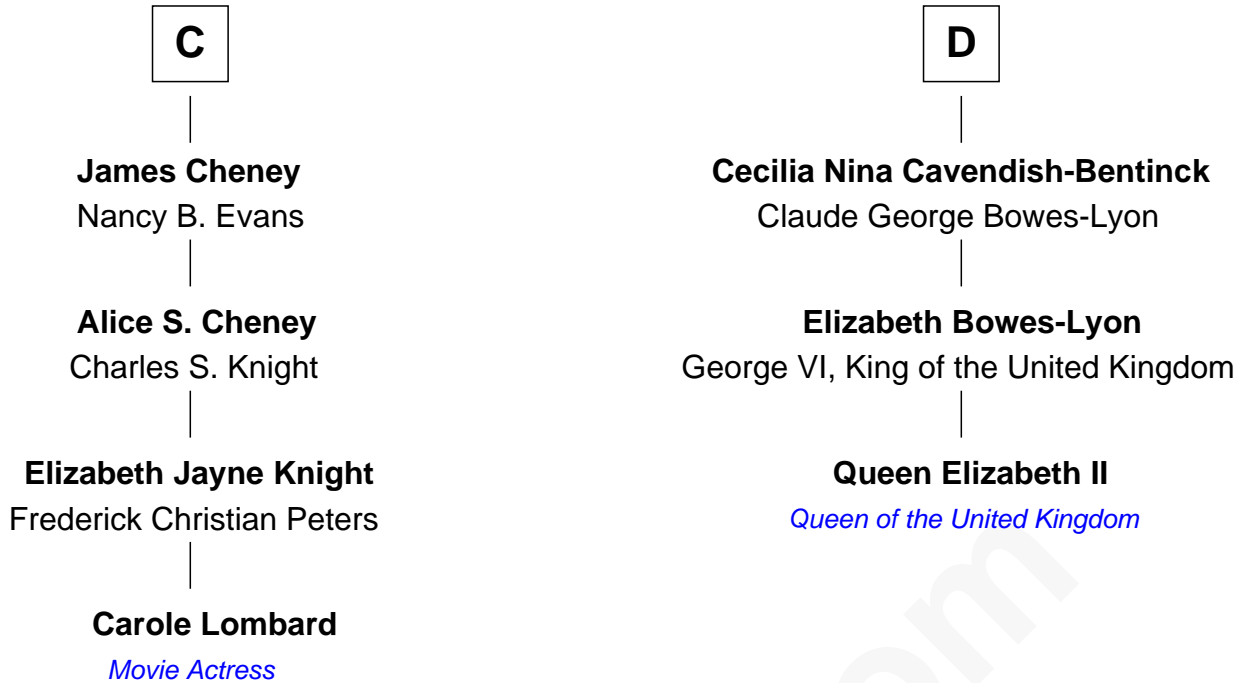 C
James Cheney
Nancy B. Evans
Alice S. Cheney
Charles S. Knight
Elizabeth Jayne Knight
Frederick Christian Peters
Carole Lombard
Movie Actress
D
Cecilia Nina Cavendish-Bentinck
Claude George Bowes-Lyon
Elizabeth Bowes-Lyon
George VI, King of the United Kingdom
Queen Elizabeth II
Queen of the United Kingdom
om